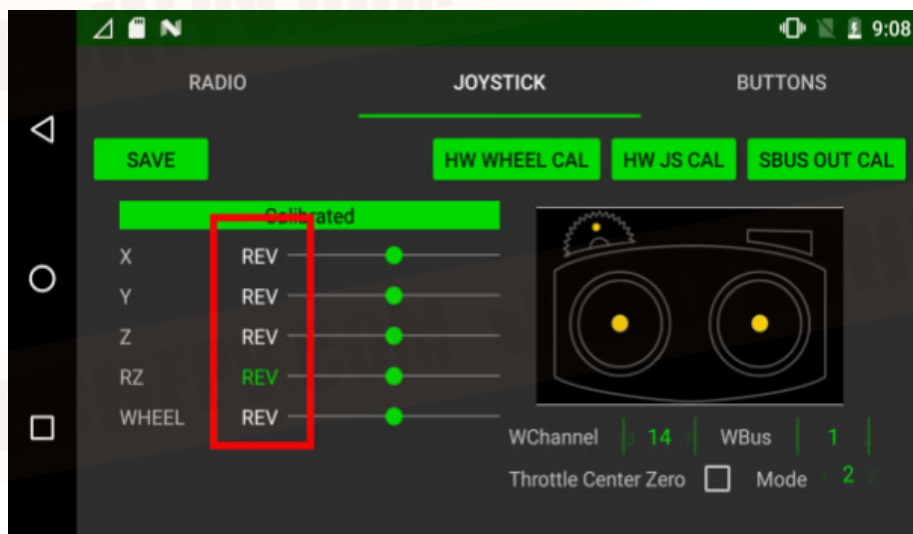 9:08
RADIO JOYSTICK BUTTONS
SAVE HW WHEEL CAL HW JS CAL SBUS OUT CAL
Calibrated
X REV
Y REV
Z REV
RZ REV
WHEEL REV
WChannel 14 WBus 1
Throttle Center Zero Mode 2